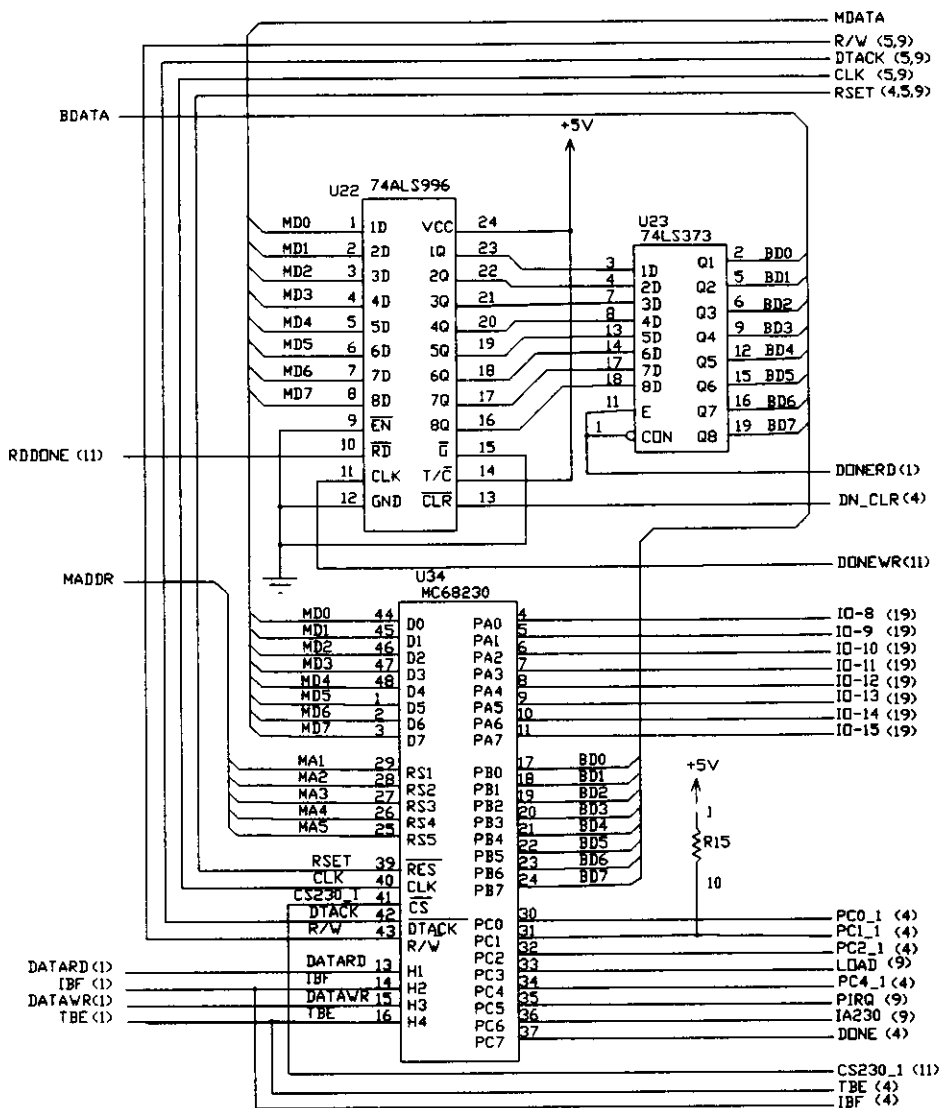 MDATA
R/W (5,9)
DTACK (5,9)
CLK (5,9)
RSET (4,5,9)
BDATA
+5V
U22 74ALS996
MD0 1 1D VCC 24
MD1 2 2D 1Q 23
MD2 3 3D 2Q 22
MD3 4 4D 3Q 21
MD4 5 5D 4Q 20
MD5 6 6D 5Q 19
MD6 7 7D 6Q 18
MD7 8 8D 7Q 17
9 EN 8Q 16
RDDONE (11) 10 RD G 15
11 CLK T/C 14
12 GND CLR 13
U23
74LS373
3 1D Q1 2 BD0
4 2D Q2 5 BD1
7 3D Q3 6 BD2
8 4D Q4 9 BD3
13 5D Q5 12 BD4
14 6D Q6 15 BD5
17 7D Q7 16 BD6
18 8D Q8 19 BD7
11 E
1 CON
DONERD(1)
DN_CLR(4)
DONEWR(11)
MADDR
U34
MC68230
MD0 44 D0 PA0 4 IO-8 (19)
MD1 45 D1 PA1 5 IO-9 (19)
MD2 46 D2 PA2 6 IO-10 (19)
MD3 47 D3 PA3 7 IO-11 (19)
MD4 48 D4 PA4 8 IO-12 (19)
MD5 1 D5 PA5 9 IO-13 (19)
MD6 2 D6 PA6 10 IO-14 (19)
MD7 3 D7 PA7 11 IO-15 (19)
MA1 29 RS1 PB0 17 BD0
MA2 28 RS2 PB1 18 BD1
MA3 27 RS3 PB2 19 BD2
MA4 26 RS4 PB3 20 BD3
MA5 25 RS5 PB4 21 BD4
PB5 22 BD5
PB6 23 BD6
PB7 24 BD7
+5V
1
R15
10
RSET 39 RES
CLK 40 CLK
CS230_1 41 CS
DTACK 42 DTACK
R/W 43 R/W
PC0 30 PC0_1 (4)
PC1 31 PC1_1 (4)
PC2 32 PC2_1 (4)
PC3 33 LOAD (9)
PC4 34 PC4_1 (4)
PC5 35 PIRQ (9)
PC6 36 IA230 (9)
PC7 37 DONE (4)
DATARD(1) DATARD 13 H1
IBF (1) IBF 14 H2
DATAWR(1) DATAWR 15 H3
TBE (1) TBE 16 H4
CS230_1 (11)
TBE (4)
IBF (4)